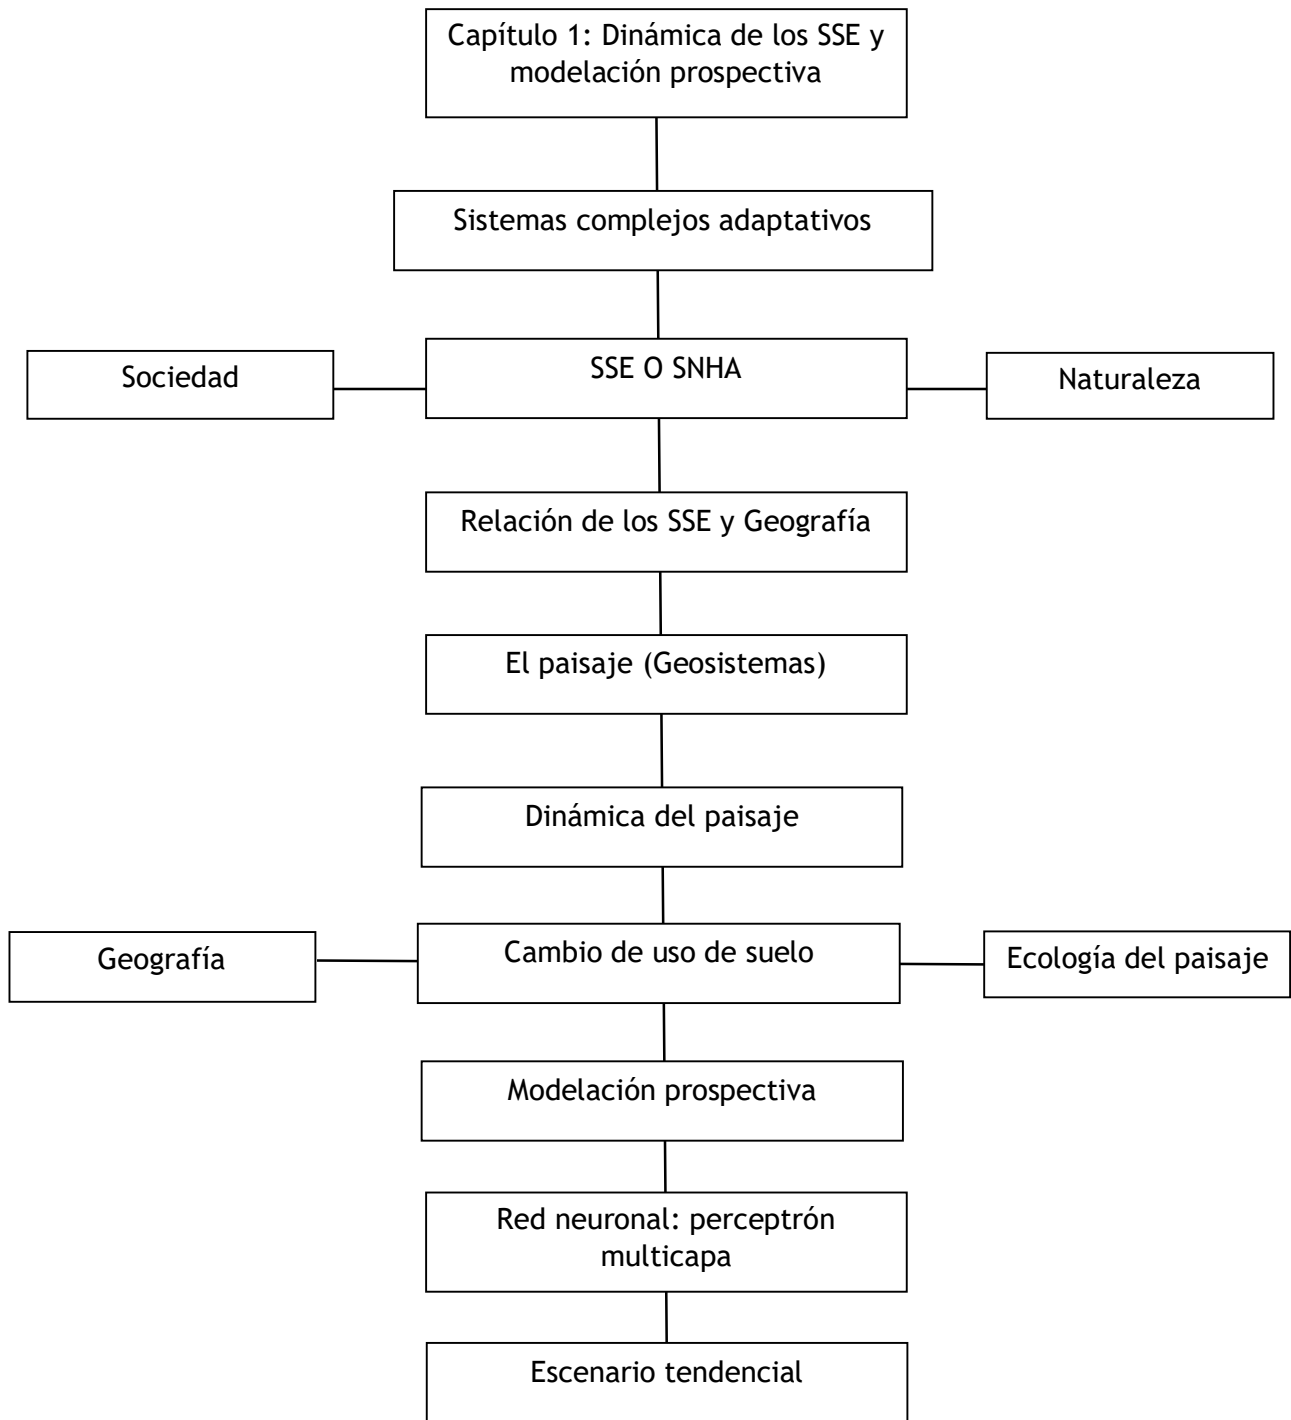 Capítulo 1: Dinámica de los SSE y
modelación prospectiva
Sistemas complejos adaptativos
Sociedad
SSE O SNHA
Naturaleza
Relación de los SSE y Geografía
El paisaje (Geosistemas)
Dinámica del paisaje
Geografía
Cambio de uso de suelo
Ecología del paisaje
Modelación prospectiva
Red neuronal: perceptrón
multicapa
Escenario tendencial